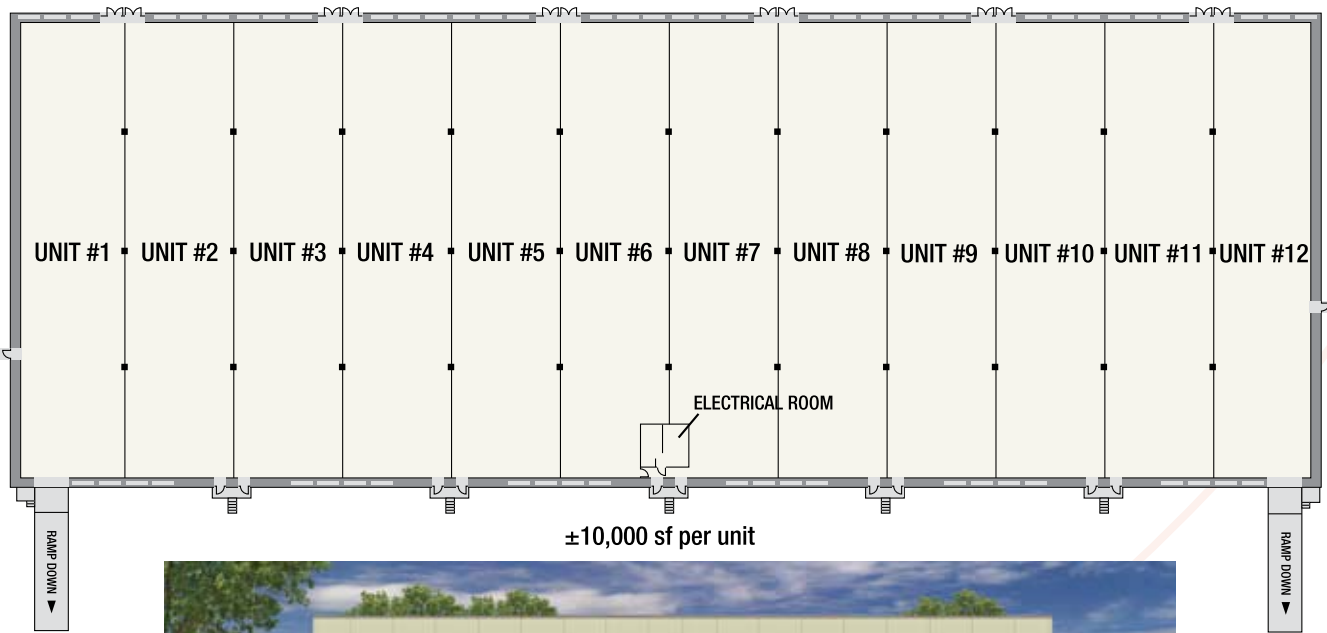 UNIT #1
UNIT #2
UNIT #3
UNIT #4
UNIT #5
UNIT #6
UNIT #7
UNIT #8
UNIT #9
UNIT #10
UNIT #11
UNIT #12
ELECTRICAL ROOM
±10,000 sf per unit
RAMP DOWN
RAMP DOWN